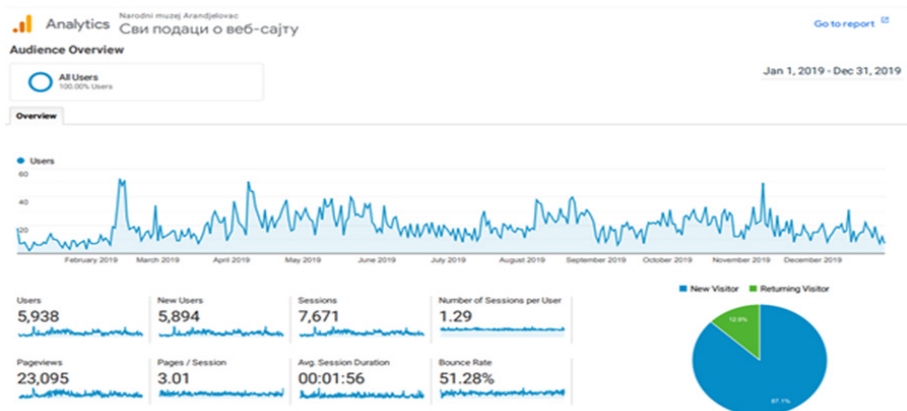 Analytics
Narodni muzej Arandjelovac
Сви подаци о веб-сајту
Go to report
Audience Overview
All Users
100.00% Users
Jan 1, 2019 - Dec 31, 2019
Overview
Users
60
40
20
February 2019 March 2019 April 2019 May 2019 June 2019 July 2019 August 2019 September 2019 October 2019 November 2019 December 2019
New Visitor Returning Visitor
Users
5,938
New Users
5,894
Sessions
7,671
Number of Sessions per User
1.29
Pageviews
23,095
Pages / Session
3.01
Avg. Session Duration
00:01:56
Bounce Rate
51.28%
12.9%
87.1%